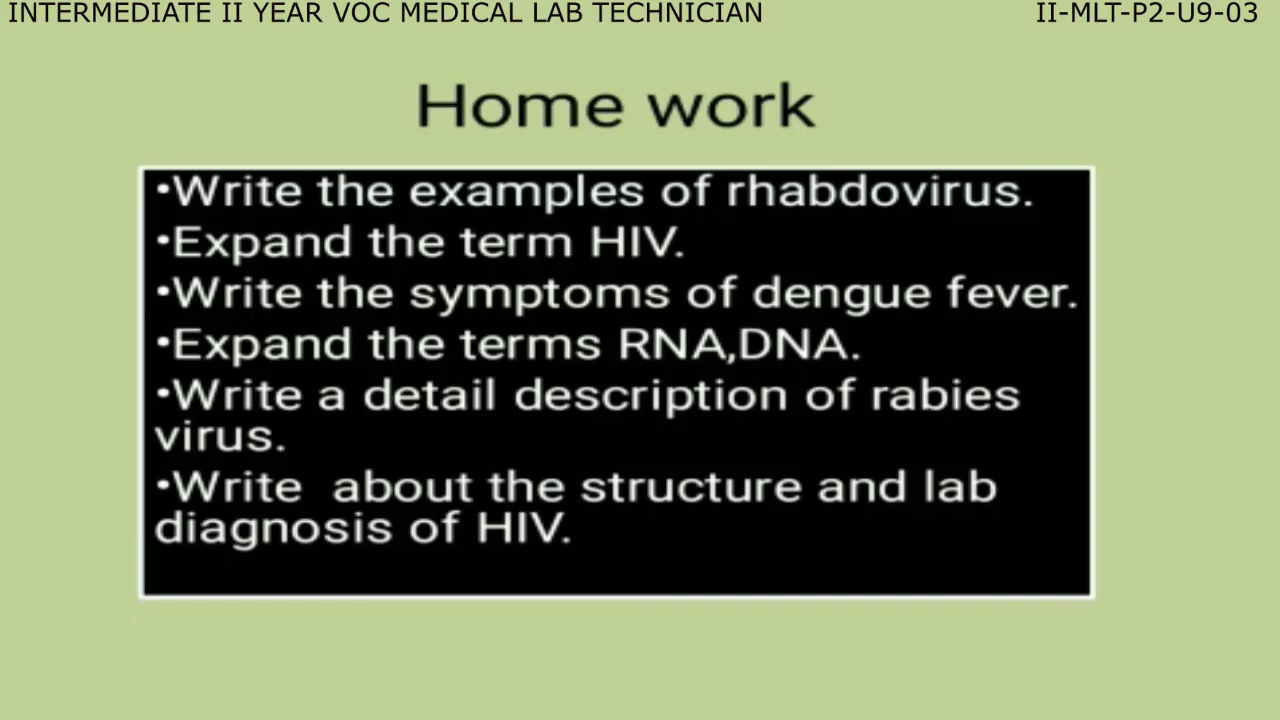 INTERMEDIATE II YEAR VOC MEDICAL LAB TECHNICIAN II-MLT-P2-U9-03
Home work
•Write the examples of rhabdovirus.
•Expand the term HIV.
•Write the symptoms of dengue fever.
•Expand the terms RNA,DNA.
•Write a detail description of rabies
virus.
•Write  about the structure and lab
diagnosis of HIV.